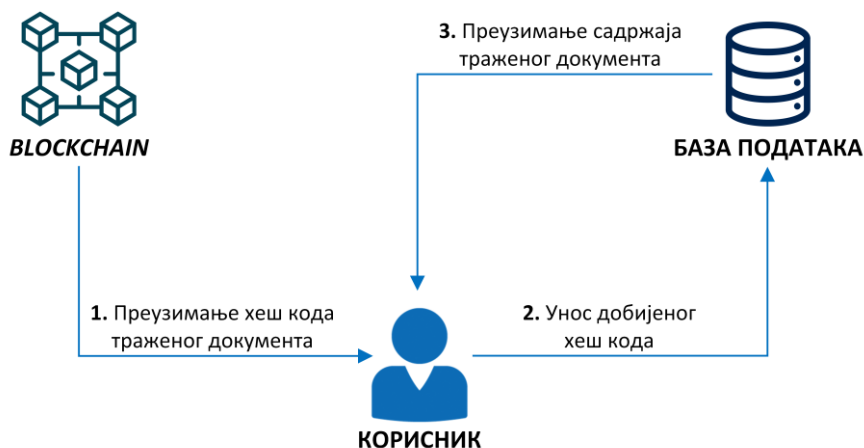 3. Преузимање садржаја
траженог документа
BLOCKCHAIN
БАЗА ПОДАТАКА
1. Преузимање хеш кода
траженог документа
2. Унос добијеног
хеш кода
КОРИСНИК